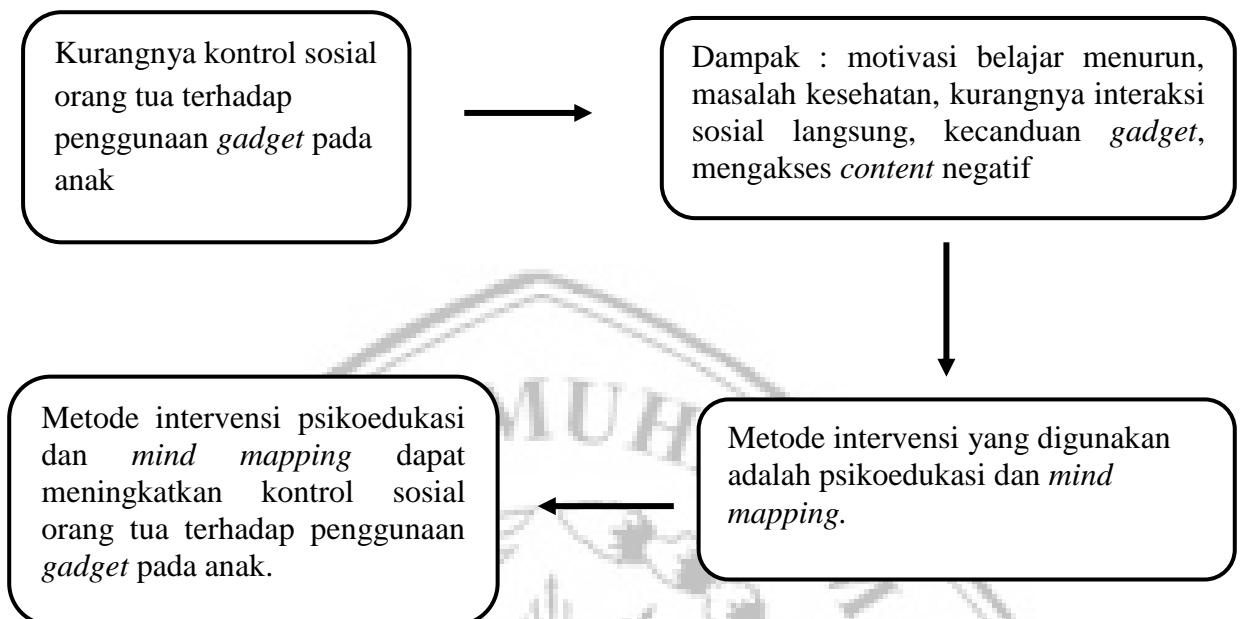 Kurangnya kontrol sosial
orang tua terhadap
penggunaan gadget pada
anak
Dampak : motivasi belajar menurun,
masalah kesehatan, kurangnya interaksi
sosial langsung, kecanduan gadget,
mengakses content negatif
Metode intervensi yang digunakan
adalah psikoedukasi dan mind
mapping.
Metode intervensi psikoedukasi
dan mind mapping dapat
meningkatkan kontrol sosial
orang tua terhadap penggunaan
gadget pada anak.
MUH